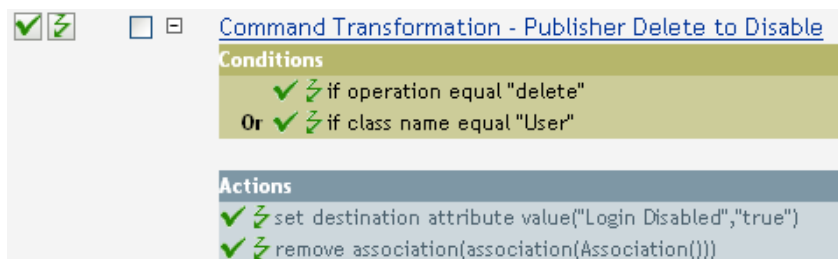 Command Transformation - Publisher Delete to Disable
Conditions
if operation equal "delete"
Or if class name equal "User"
Actions
set destination attribute value("Login Disabled","true")
remove association(association(Association()))